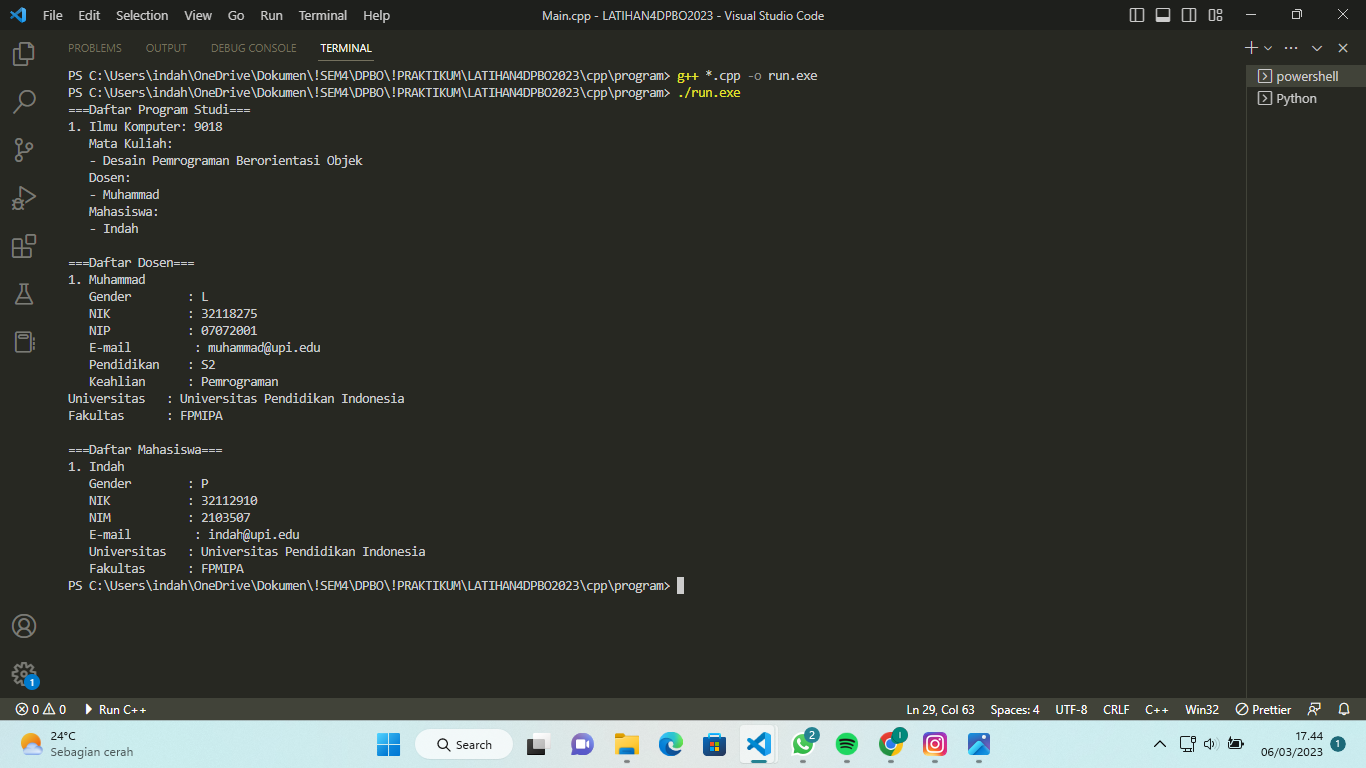 File Edit Selection View Go Run Terminal Help Main.cpp - LATIHAN4DPBO2023 - Visual Studio Code
PROBLEMS OUTPUT DEBUG CONSOLE TERMINAL
PS C:\Users\indah\OneDrive\Dokumen\!SEM4\DPBO\!PRAKTIKUM\LATIHAN4DPBO2023\cpp\program> g++ *.cpp -o run.exe
PS C:\Users\indah\OneDrive\Dokumen\!SEM4\DPBO\!PRAKTIKUM\LATIHAN4DPBO2023\cpp\program> ./run.exe
===Daftar Program Studi===
1. Ilmu Komputer: 9018
   Mata Kuliah:
   - Desain Pemrograman Berorientasi Objek
   Dosen:
   - Muhammad
   Mahasiswa:
   - Indah
===Daftar Dosen===
1. Muhammad
   Gender        : L
   NIK           : 32118275
   NIP           : 07072001
   E-mail         : muhammad@upi.edu
   Pendidikan    : S2
   Keahlian      : Pemrograman
Universitas   : Universitas Pendidikan Indonesia
Fakultas      : FPMIPA
===Daftar Mahasiswa===
1. Indah
   Gender        : P
   NIK           : 32112910
   NIM           : 2103507
   E-mail         : indah@upi.edu
   Universitas   : Universitas Pendidikan Indonesia
   Fakultas      : FPMIPA
PS C:\Users\indah\OneDrive\Dokumen\!SEM4\DPBO\!PRAKTIKUM\LATIHAN4DPBO2023\cpp\program>
powershell
Python
1
0 0 Run C++ Ln 29, Col 63 Spaces: 4 UTF-8 CRLF C++ Win32 Prettier
24°C
Sebagian cerah
Search
2
I
17.44
06/03/2023
1